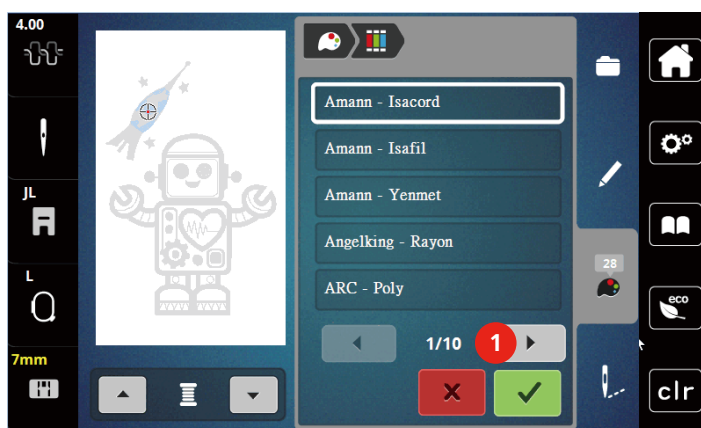 4.00
JL
L
7mm
Amann - Isacord
Amann - Isafil
Amann - Yenmet
Angelking - Rayon
ARC - Poly
1/10
1
28
eco
clr